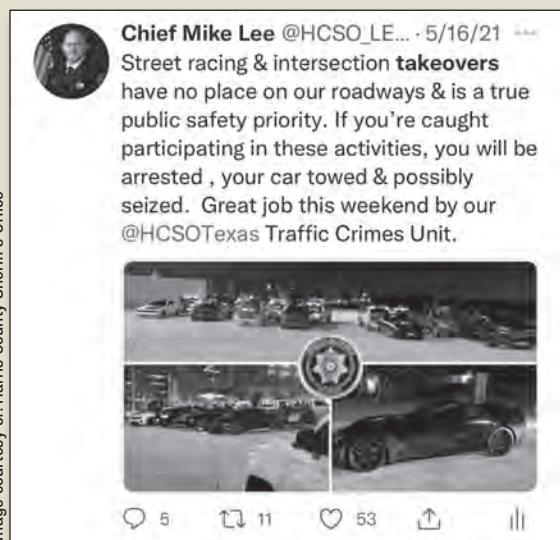 Chief Mike Lee @HCSO_LE... · 5/16/21 ...
Street racing & intersection takeovers
have no place on our roadways & is a true
public safety priority. If you're caught
participating in these activities, you will be
arrested , your car towed & possibly
seized.  Great job this weekend by our
@HCSOTexas Traffic Crimes Unit.
5 11 53